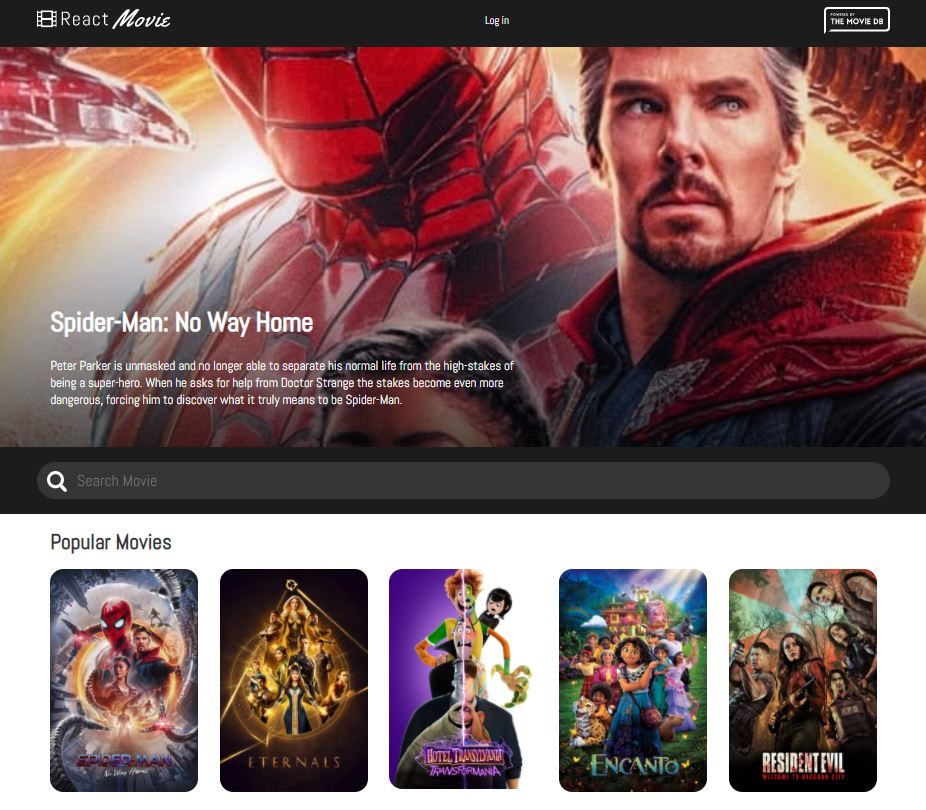 React Movie
Log in
POWERED BY
THE MOVIE DB
Spider-Man: No Way Home
Peter Parker is unmasked and no longer able to separate his normal life from the high-stakes of
being a super-hero. When he asks for help from Doctor Strange the stakes become even more
dangerous, forcing him to discover what it truly means to be Spider-Man.
Search Movie
Popular Movies
SPIDER-MAN
No Way Home
ETERNALS
HOTEL TRANSYLVANIA
TRANSFORMANIA
ENCANTO
RESIDENT EVIL
WELCOME TO RACCOON CITY